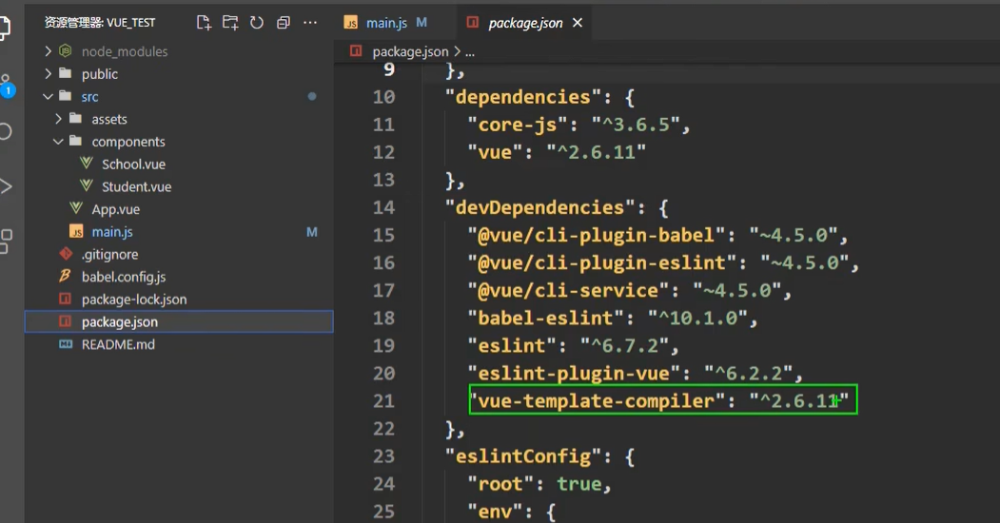 资源管理器: VUE_TEST
node_modules
public
src
assets
components
School.vue
Student.vue
App.vue
JS main.js M
.gitignore
babel.config.js
package-lock.json
package.json
README.md
1
JS main.js M
package.json ×
package.json > ...
9 },
10 "dependencies": {
11 "core-js": "^3.6.5",
12 "vue": "^2.6.11"
13 },
14 "devDependencies": {
15 "@vue/cli-plugin-babel": "~4.5.0",
16 "@vue/cli-plugin-eslint": "~4.5.0",
17 "@vue/cli-service": "~4.5.0",
18 "babel-eslint": "^10.1.0",
19 "eslint": "^6.7.2",
20 "eslint-plugin-vue": "^6.2.2",
21 "vue-template-compiler": "^2.6.11"
22 },
23 "eslintConfig": {
24 "root": true,
25 "env": {